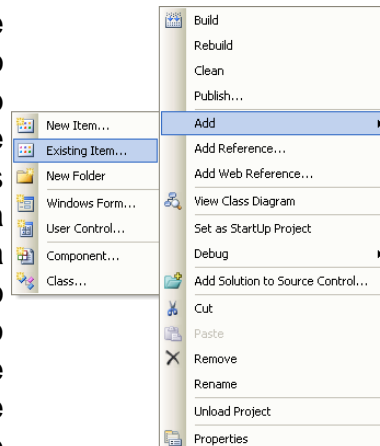 Build
Rebuild
Clean
Publish...
Add
Add Reference...
Add Web Reference...
View Class Diagram
Set as StartUp Project
Debug
Add Solution to Source Control...
Cut
Paste
Remove
Rename
Unload Project
Properties
New Item...
Existing Item...
New Folder
Windows Form...
User Control...
Component...
Class...